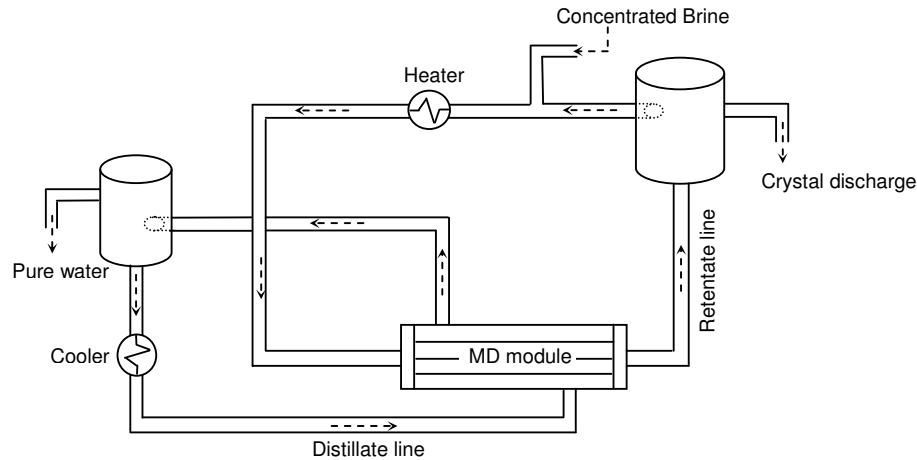 Concentrated Brine
Heater
Crystal discharge
Retentate line
Pure water
Cooler
MD module
Distillate line